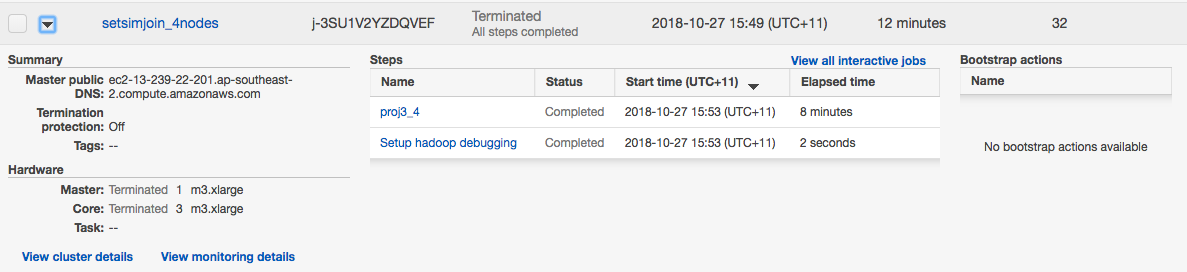 setsimjoin_4nodes j-3SU1V2YZDQVEF Terminated 2018-10-27 15:49 (UTC+11) 12 minutes 32
All steps completed
Summary
Master public DNS: ec2-13-239-22-201.ap-southeast-
2.compute.amazonaws.com
Termination
protection: Off
Tags: --
Hardware
Master: Terminated 1 m3.xlarge
Core: Terminated 3 m3.xlarge
Task: --
View cluster details View monitoring details
Steps View all interactive jobs
Name Status Start time (UTC+11) Elapsed time
proj3_4 Completed 2018-10-27 15:53 (UTC+11) 8 minutes
Setup hadoop debugging Completed 2018-10-27 15:53 (UTC+11) 2 seconds
Bootstrap actions
Name
No bootstrap actions available